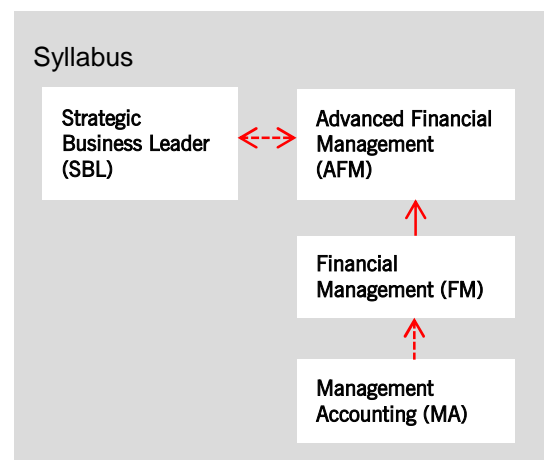 Syllabus
Strategic
Business Leader
(SBL)
Advanced Financial
Management
(AFM)
Financial
Management (FM)
Management
Accounting (MA)